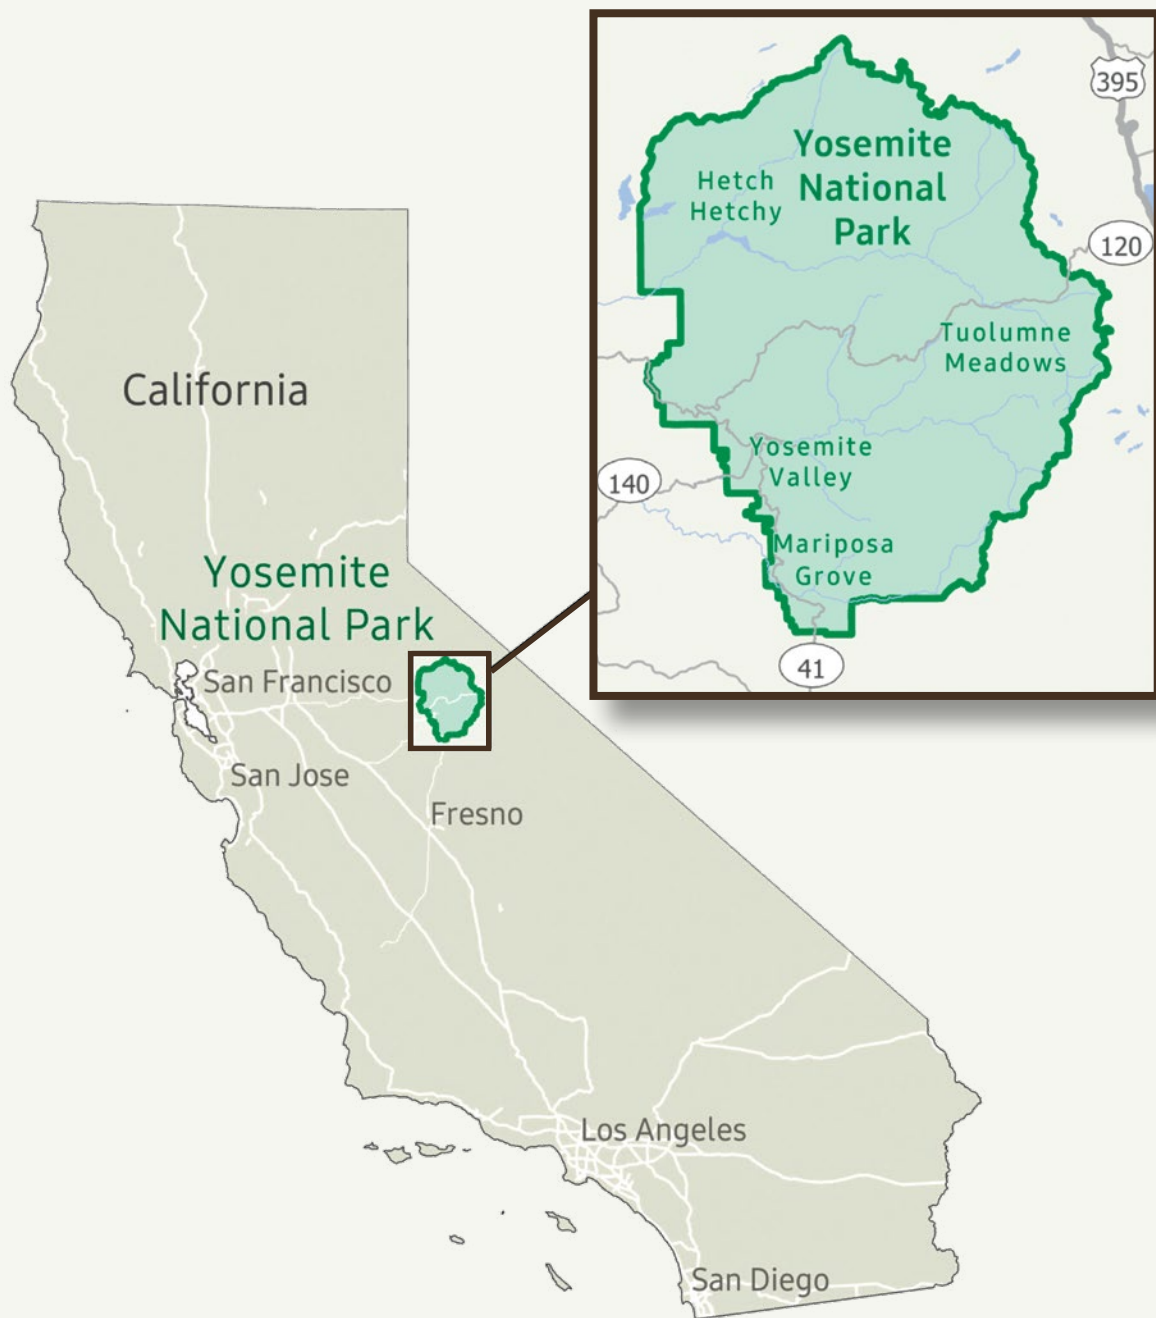 Yosemite
National
Park
Hetch
Hetchy
395
120
Tuolumne
Meadows
Yosemite
Valley
140
Mariposa
Grove
41
California
Yosemite
National Park
San Francisco
San Jose
Fresno
Los Angeles
San Diego